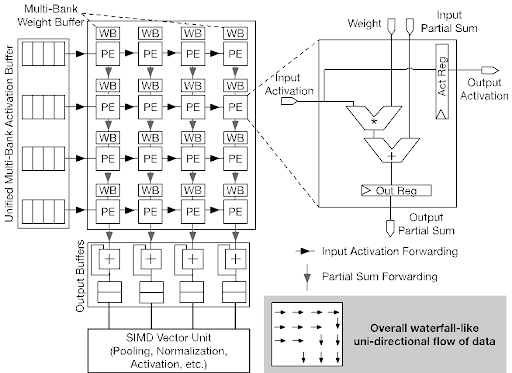 Multi-Bank
Weight Buffer
Unified Multi-Bank Activation Buffer
WB WB WB WB
PE PE PE PE
WB WB WB WB
PE PE PE PE
WB WB WB WB
PE PE PE PE
WB WB WB WB
PE PE PE PE
Output Buffers
+ + + +
SIMD Vector Unit
(Pooling, Normalization,
Activation, etc.)
Weight
Input
Partial Sum
Input
Activation
Act Reg
Output
Activation
*
+
Out Reg
Output
Partial Sum
Input Activation Forwarding
Partial Sum Forwarding
Overall waterfall-like
uni-directional flow of data